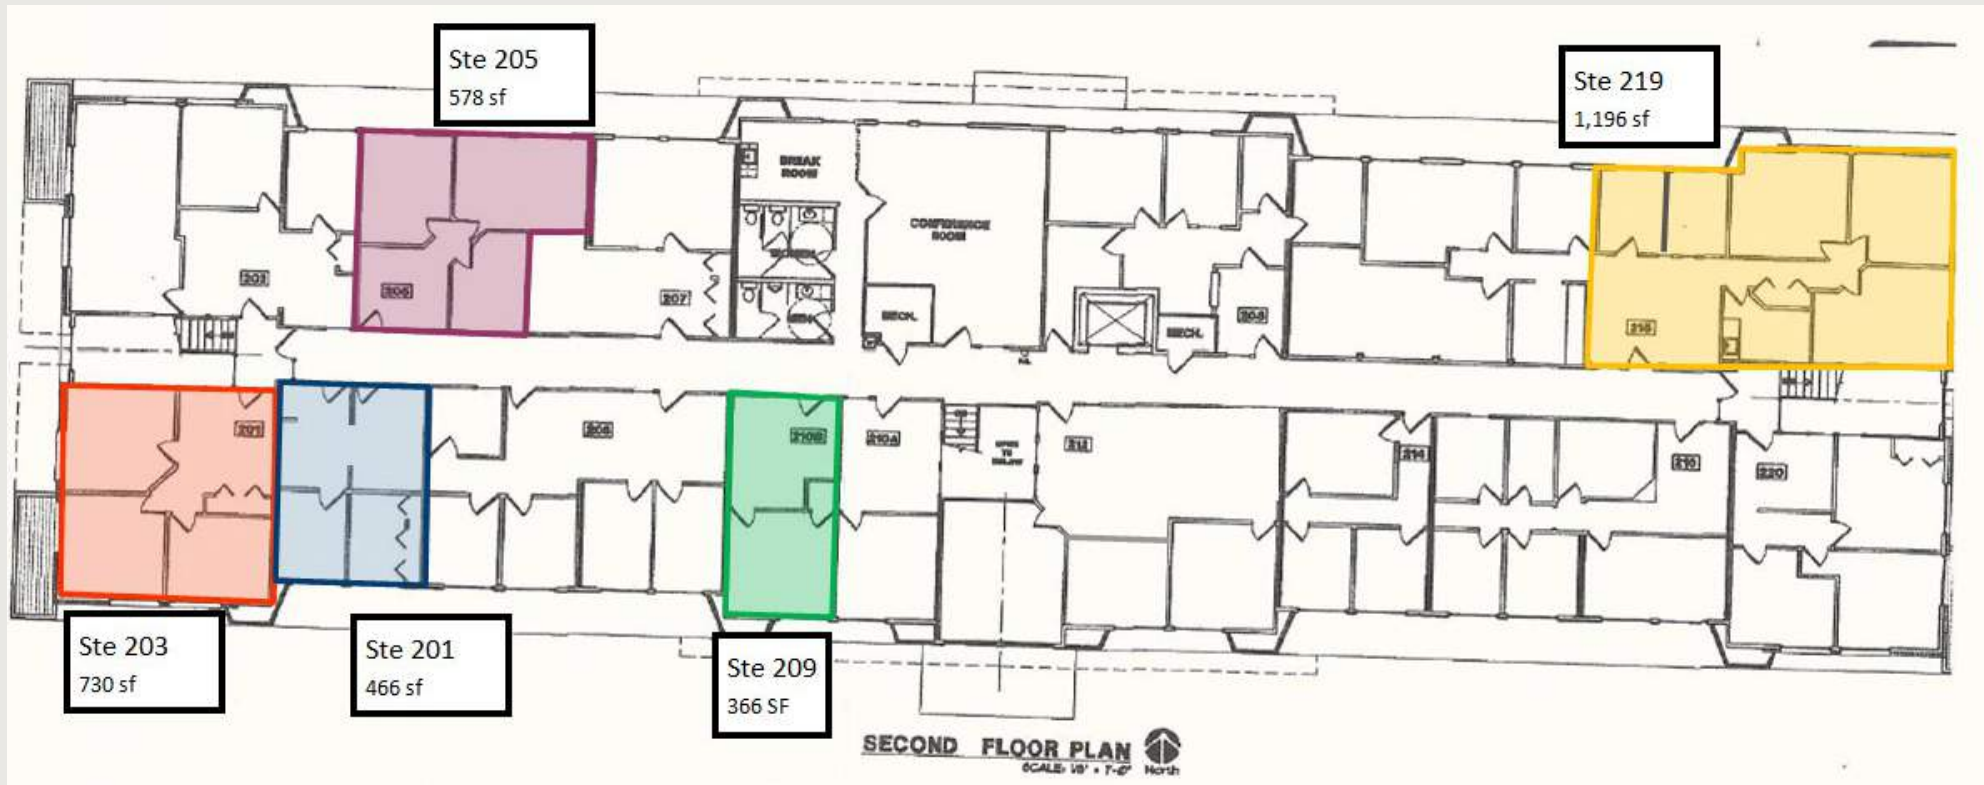 Ste 205
578 sf
Ste 219
1,196 sf
BREAK
ROOM
CONFERENCE
ROOM
202
207
MECH.
MECH.
201
210B
210A
212
214
220
Ste 203
730 sf
Ste 201
466 sf
Ste 209
366 SF
SECOND FLOOR PLAN
North